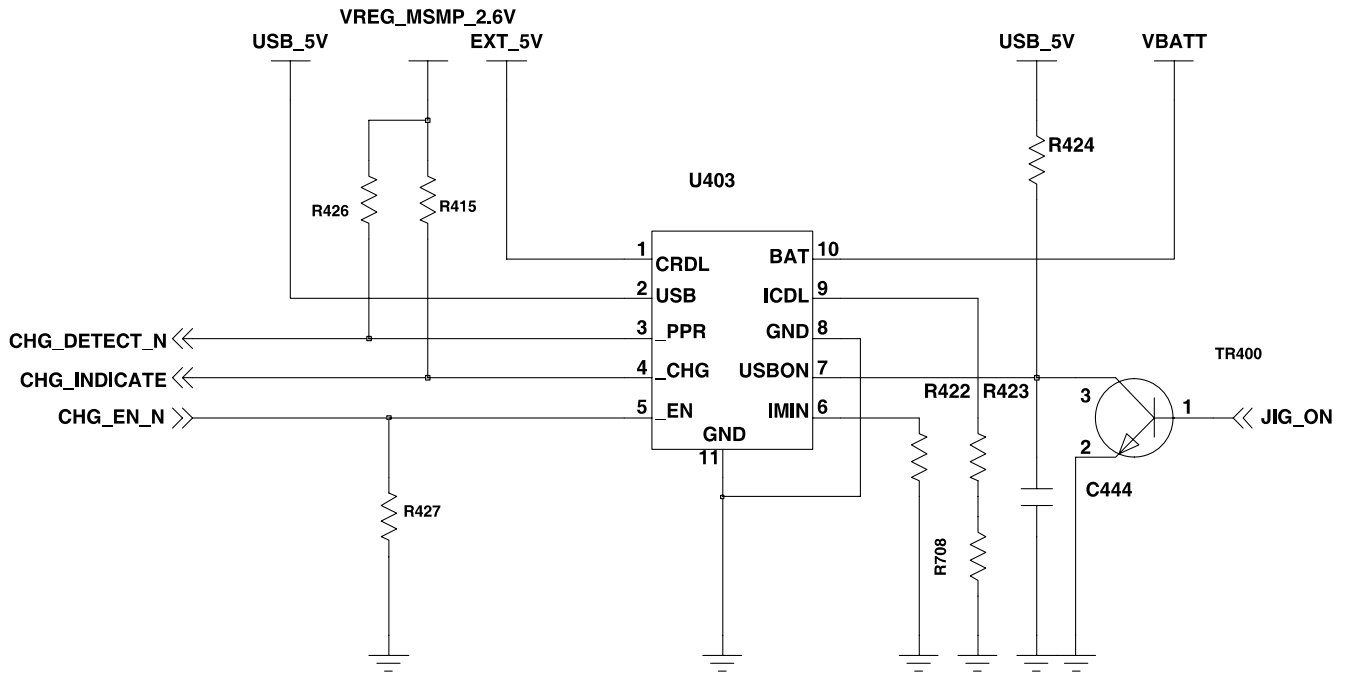 VREG_MSMP_2.6V
USB_5V
EXT_5V
USB_5V
VBATT
R424
U403
R426
R415
1
CRDL
BAT
10
2
USB
ICDL
9
CHG_DETECT_N
3
_PPR
GND
8
TR400
CHG_INDICATE
4
_CHG
USBON
7
R422
R423
3
1
JIG_ON
CHG_EN_N
5
_EN
IMIN
6
GND
11
2
C444
R427
R708